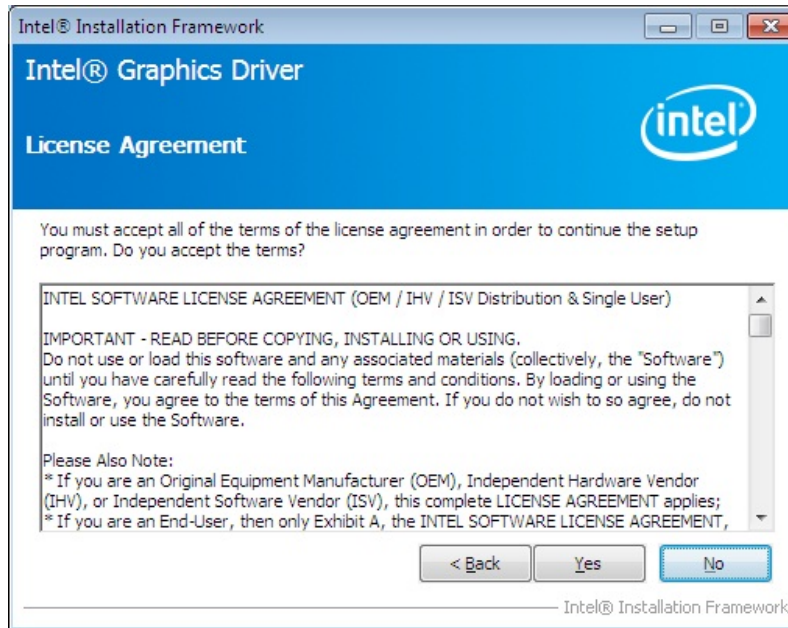 Intel® Installation Framework
Intel® Graphics Driver
intel
License Agreement
You must accept all of the terms of the license agreement in order to continue the setup
program. Do you accept the terms?
INTEL SOFTWARE LICENSE AGREEMENT (OEM / IHV / ISV Distribution & Single User)
IMPORTANT - READ BEFORE COPYING, INSTALLING OR USING.
Do not use or load this software and any associated materials (collectively, the "Software")
until you have carefully read the following terms and conditions. By loading or using the
Software, you agree to the terms of this Agreement. If you do not wish to so agree, do not
install or use the Software.
Please Also Note:
* If you are an Original Equipment Manufacturer (OEM), Independent Hardware Vendor
(IHV), or Independent Software Vendor (ISV), this complete LICENSE AGREEMENT applies;
* If you are an End-User, then only Exhibit A, the INTEL SOFTWARE LICENSE AGREEMENT,
< Back Yes No
Intel® Installation Framework